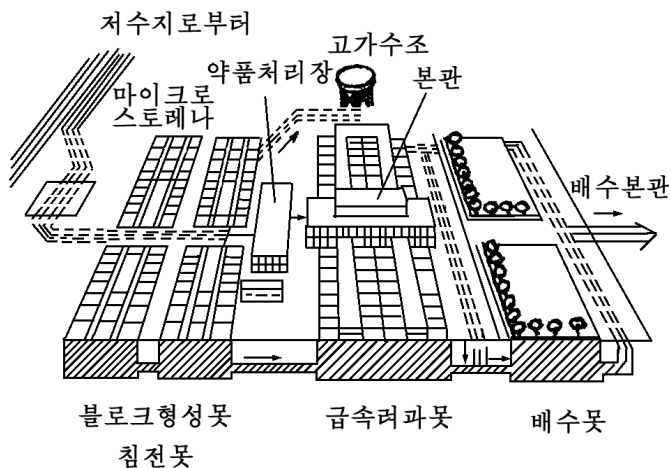 저수지로부터
고가수조
약품처리장
본관
마이크로
스토레나
배수본관
블로크형성못
급속려과못
배수못
침전못